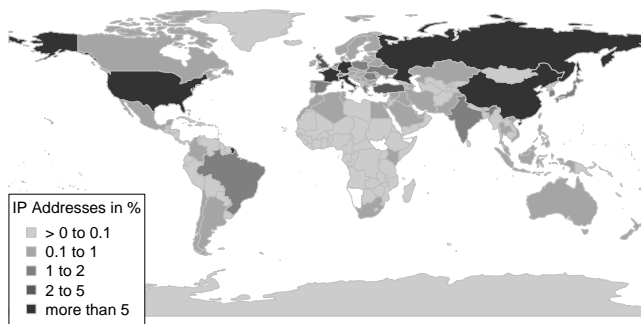 IP Addresses in %
> 0 to 0.1
0.1 to 1
1 to 2
2 to 5
more than 5